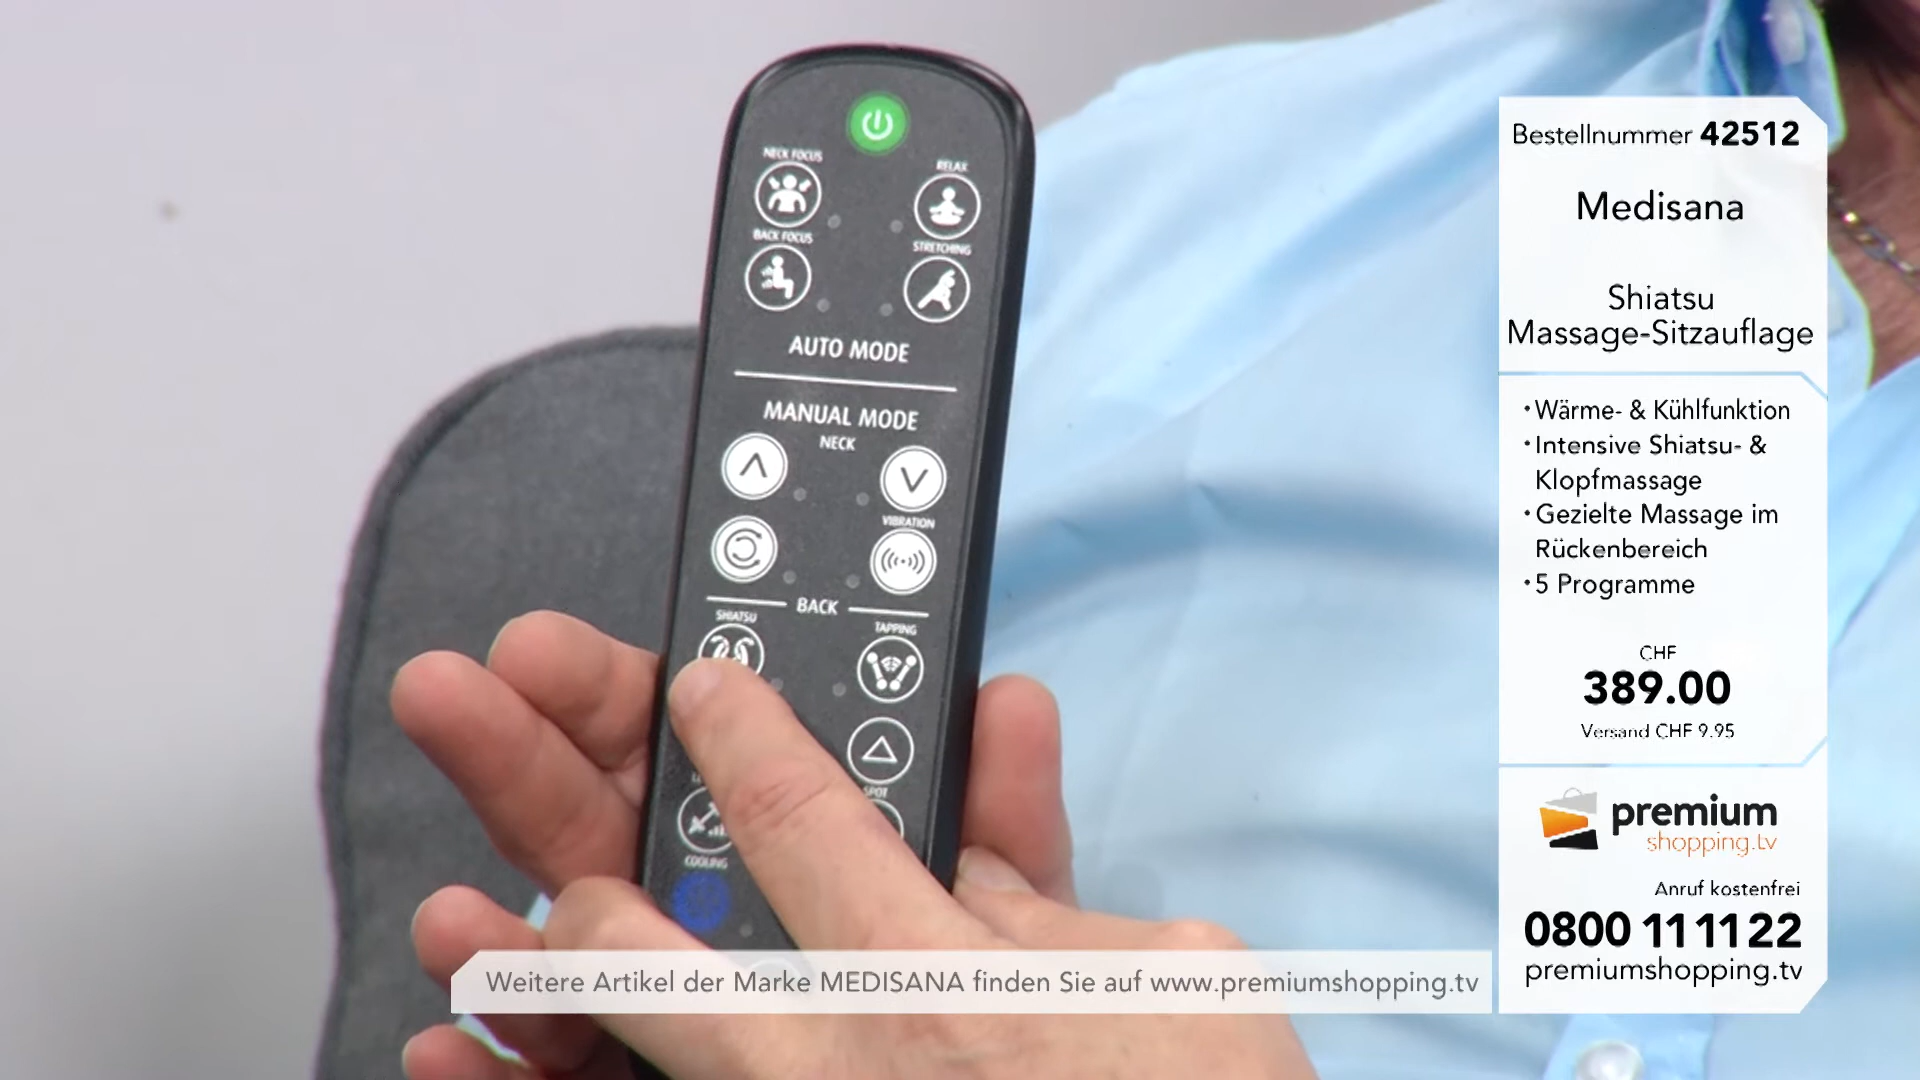 NECK FOCUS
RELAX
BACK FOCUS
STRETCHING
AUTO MODE
MANUAL MODE
NECK
VIBRATION
BACK
SHIATSU
TAPPING
SPOT
COOLING
Bestellnummer 42512
Medisana
Shiatsu
Massage-Sitzauflage
•Wärme- & Kühlfunktion
•Intensive Shiatsu- &
Klopfmassage
•Gezielte Massage im
Rückenbereich
•5 Programme
CHF
389.00
Versand CHF 9.95
premium
shopping.tv
Anruf kostenfrei
0800 11 11 22
premiumshopping.tv
Weitere Artikel der Marke MEDISANA finden Sie auf www.premiumshopping.tv